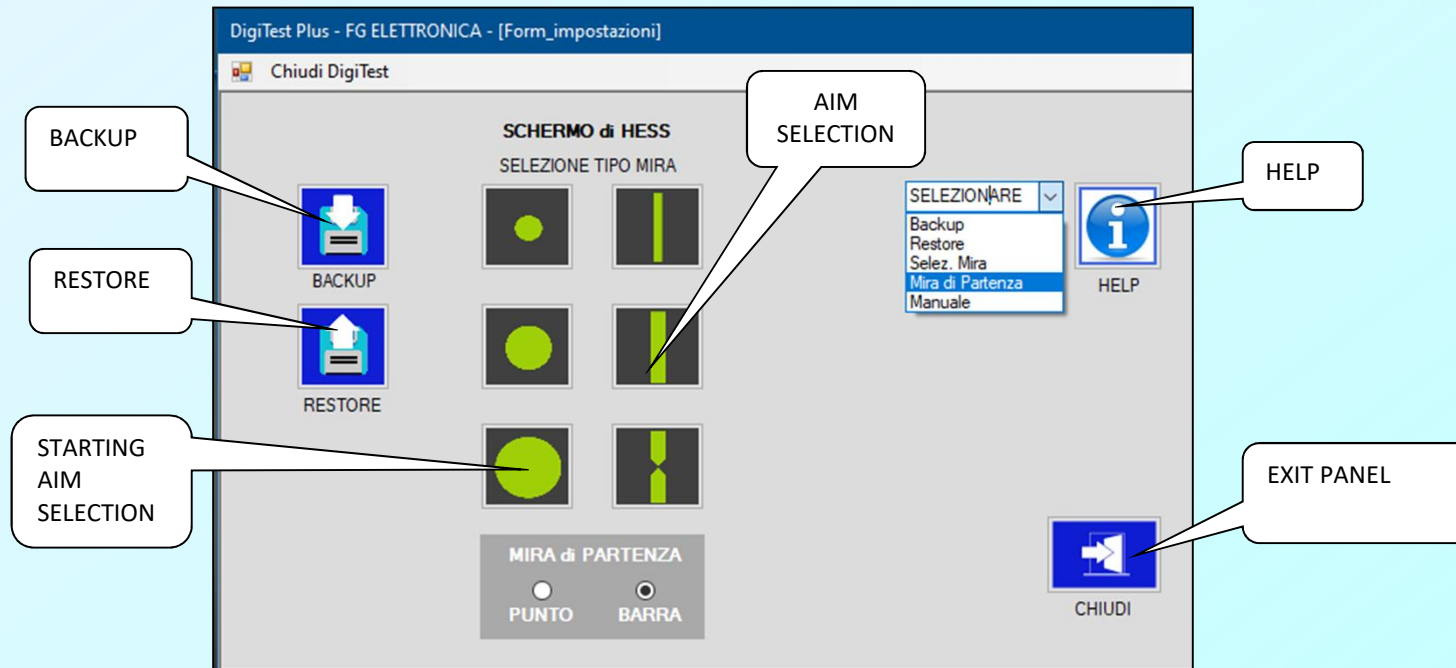 DigiTest Plus - FG ELETTRONICA - [Form_impostazioni]
Chiudi DigiTest
AIM
SELECTION
BACKUP
SCHERMO di HESS
SELEZIONE TIPO MIRA
HELP
SELEZIONARE
Backup
Restore
Selez. Mira
Mira di Partenza
Manuale
HELP
BACKUP
RESTORE
RESTORE
STARTING
AIM
SELECTION
EXIT PANEL
MIRA di PARTENZA
PUNTO BARRA
CHIUDI